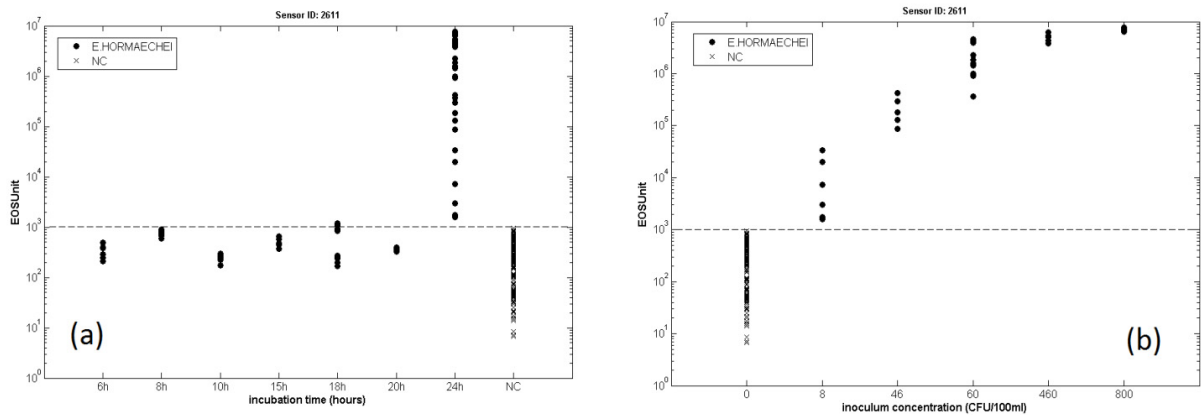 Sensor ID: 2611
10^7
10^6
10^5
10^4
10^3
10^2
10^1
10^0
EOSUnit
E.HORMAECHEI
NC
(a)
6h 8h 10h 15h 18h 20h 24h NC
incubation time (hours)
Sensor ID: 2611
10^7
10^6
10^5
10^4
10^3
10^2
10^1
10^0
EOSUnit
E.HORMAECHEI
NC
(b)
0 8 46 60 460 800
inoculum concentration (CFU/100ml)